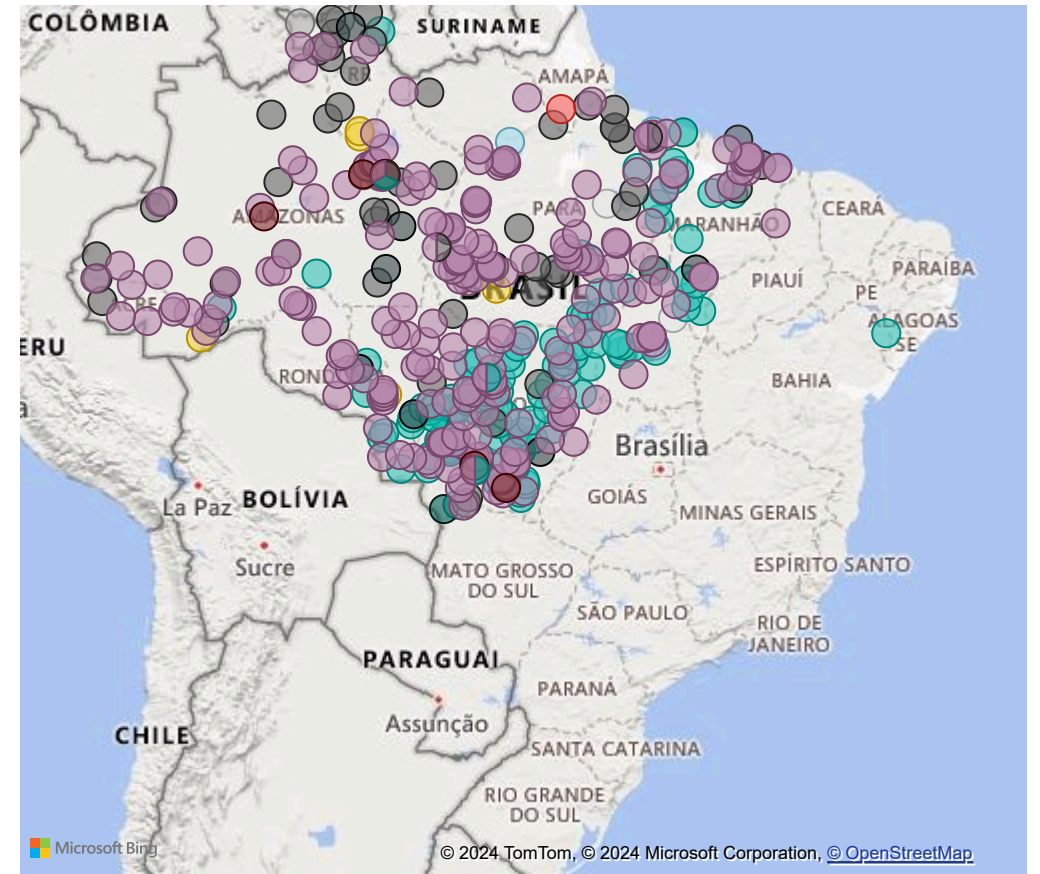 COLÔMBIA
SURINAME
RR
AMAPÁ
AMAZONAS
PARÁ
MARANHÃO
CEARÁ
PIAUÍ
PARAÍBA
PE
BRASIL
ALAGOAS
SE
ERU
BAHIA
Brasília
La Paz
BOLÍVIA
GOIÁS
MINAS GERAIS
Sucre
MATO GROSSO
DO SUL
ESPÍRITO SANTO
SÃO PAULO
RIO DE
JANEIRO
PARAGUAI
PARANÁ
Assunção
CHILE
SANTA CATARINA
RIO GRANDE
DO SUL
Microsoft Bing
© 2024 TomTom, © 2024 Microsoft Corporation, © OpenStreetMap